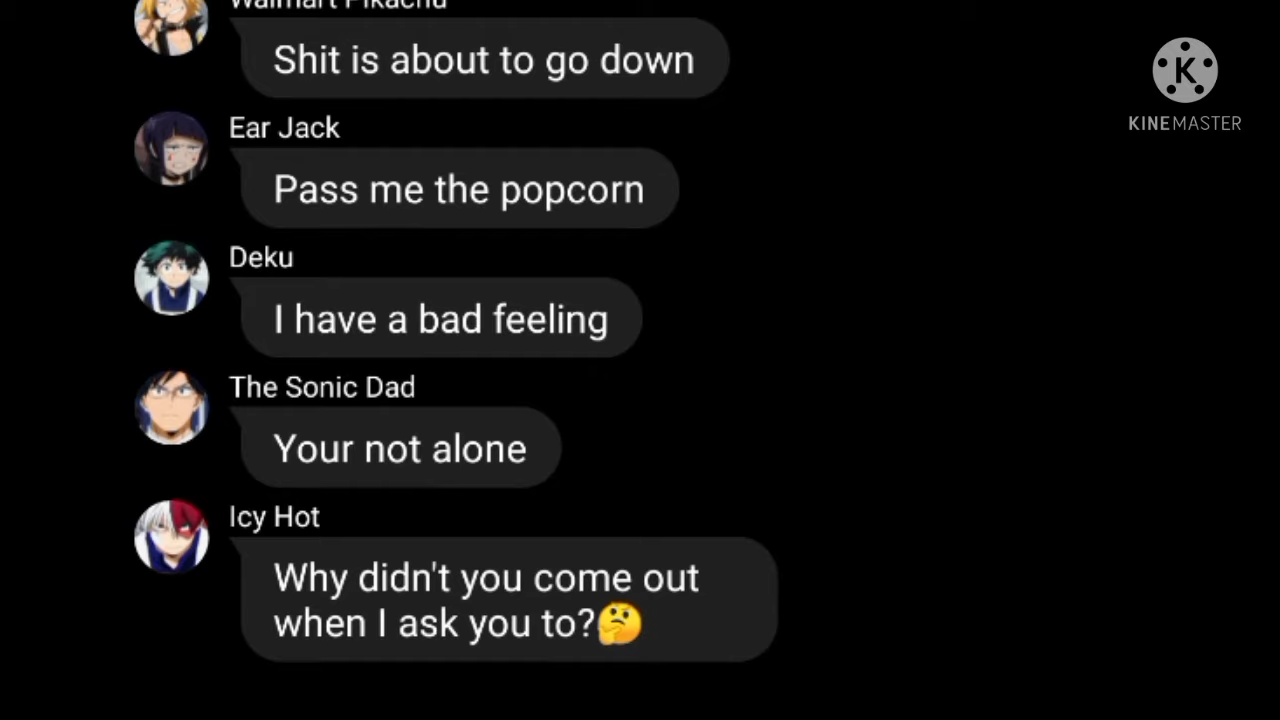 Walmart Pikachu
Shit is about to go down
Ear Jack
Pass me the popcorn
Deku
I have a bad feeling
The Sonic Dad
Your not alone
Icy Hot
Why didn't you come out
when I ask you to?🤔
KINEMASTER